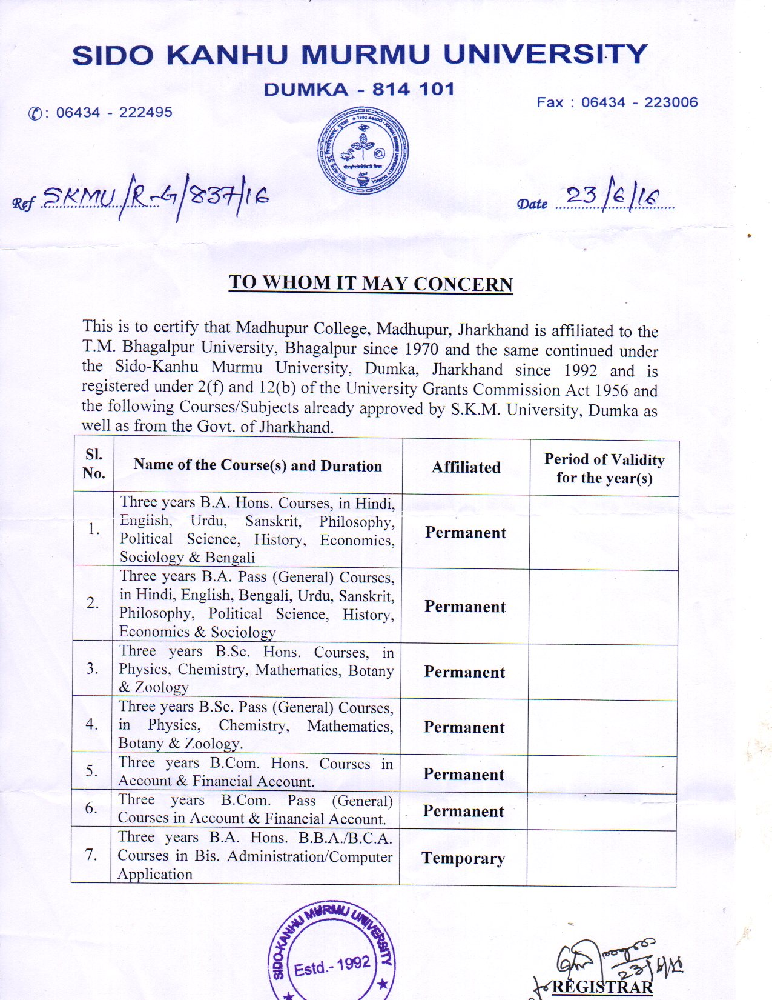 SIDO KANHU MURMU UNIVERSITY
DUMKA - 814 101
✆: 06434 - 222495
Fax : 06434 - 223006
1992 SIDO - KANHU MURMU UNIVERSITY DUMKA
Ref SKMU/R-G/837/16
Date 23/6/16
TO WHOM IT MAY CONCERN
This is to certify that Madhupur College, Madhupur, Jharkhand is affiliated to the
T.M. Bhagalpur University, Bhagalpur since 1970 and the same continued under
the Sido-Kanhu Murmu University, Dumka, Jharkhand since 1992 and is
registered under 2(f) and 12(b) of the University Grants Commission Act 1956 and
the following Courses/Subjects already approved by S.K.M. University, Dumka as
well as from the Govt. of Jharkhand.
Sl.
No.
Name of the Course(s) and Duration
Affiliated
Period of Validity
for the year(s)
1.
Three years B.A. Hons. Courses, in Hindi,
English, Urdu, Sanskrit, Philosophy,
Political Science, History, Economics,
Sociology & Bengali
Permanent
2.
Three years B.A. Pass (General) Courses,
in Hindi, English, Bengali, Urdu, Sanskrit,
Philosophy, Political Science, History,
Economics & Sociology
Permanent
3.
Three years B.Sc. Hons. Courses, in
Physics, Chemistry, Mathematics, Botany
& Zoology
Permanent
4.
Three years B.Sc. Pass (General) Courses,
in Physics, Chemistry, Mathematics,
Botany & Zoology.
Permanent
5.
Three years B.Com. Hons. Courses in
Account & Financial Account.
Permanent
6.
Three years B.Com. Pass (General)
Courses in Account & Financial Account.
Permanent
7.
Three years B.A. Hons. B.B.A./B.C.A.
Courses in Bis. Administration/Computer
Application
Temporary
SIDO-KANHU MURMU UNIVERSITY
Estd.- 1992
REGISTRAR